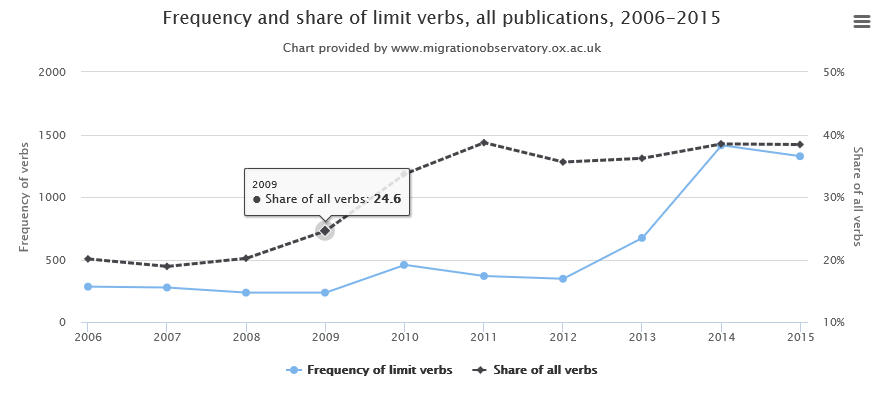 Frequency and share of limit verbs, all publications, 2006–2015
Chart provided by www.migrationobservatory.ox.ac.uk
2000
50%
1500
40%
1000
30%
500
20%
0
10%
Frequency of verbs
Share of all verbs
2009
Share of all verbs: 24.6
2006 2007 2008 2009 2010 2011 2012 2013 2014 2015
Frequency of limit verbs Share of all verbs